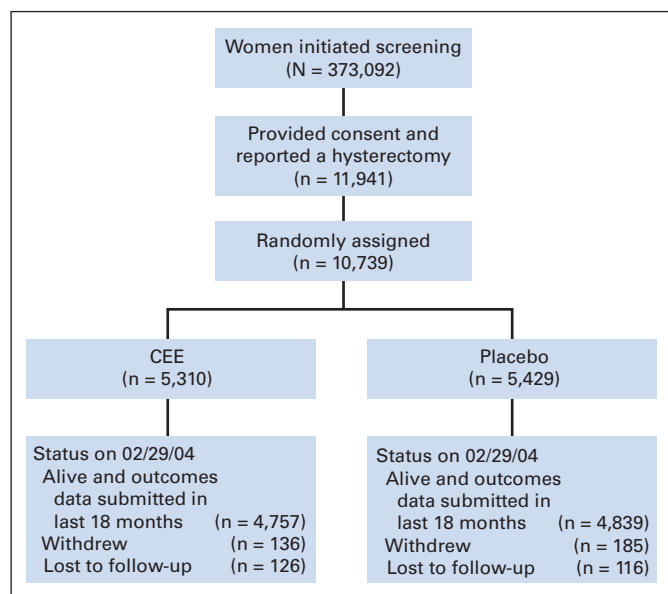 Women initiated screening
(N = 373,092)
Provided consent and
reported a hysterectomy
(n = 11,941)
Randomly assigned
(n = 10,739)
CEE
(n = 5,310)
Placebo
(n = 5,429)
Status on 02/29/04
Alive and outcomes
data submitted in
last 18 months (n = 4,757)
Withdrew (n = 136)
Lost to follow-up (n = 126)
Status on 02/29/04
Alive and outcomes
data submitted in
last 18 months (n = 4,839)
Withdrew (n = 185)
Lost to follow-up (n = 116)